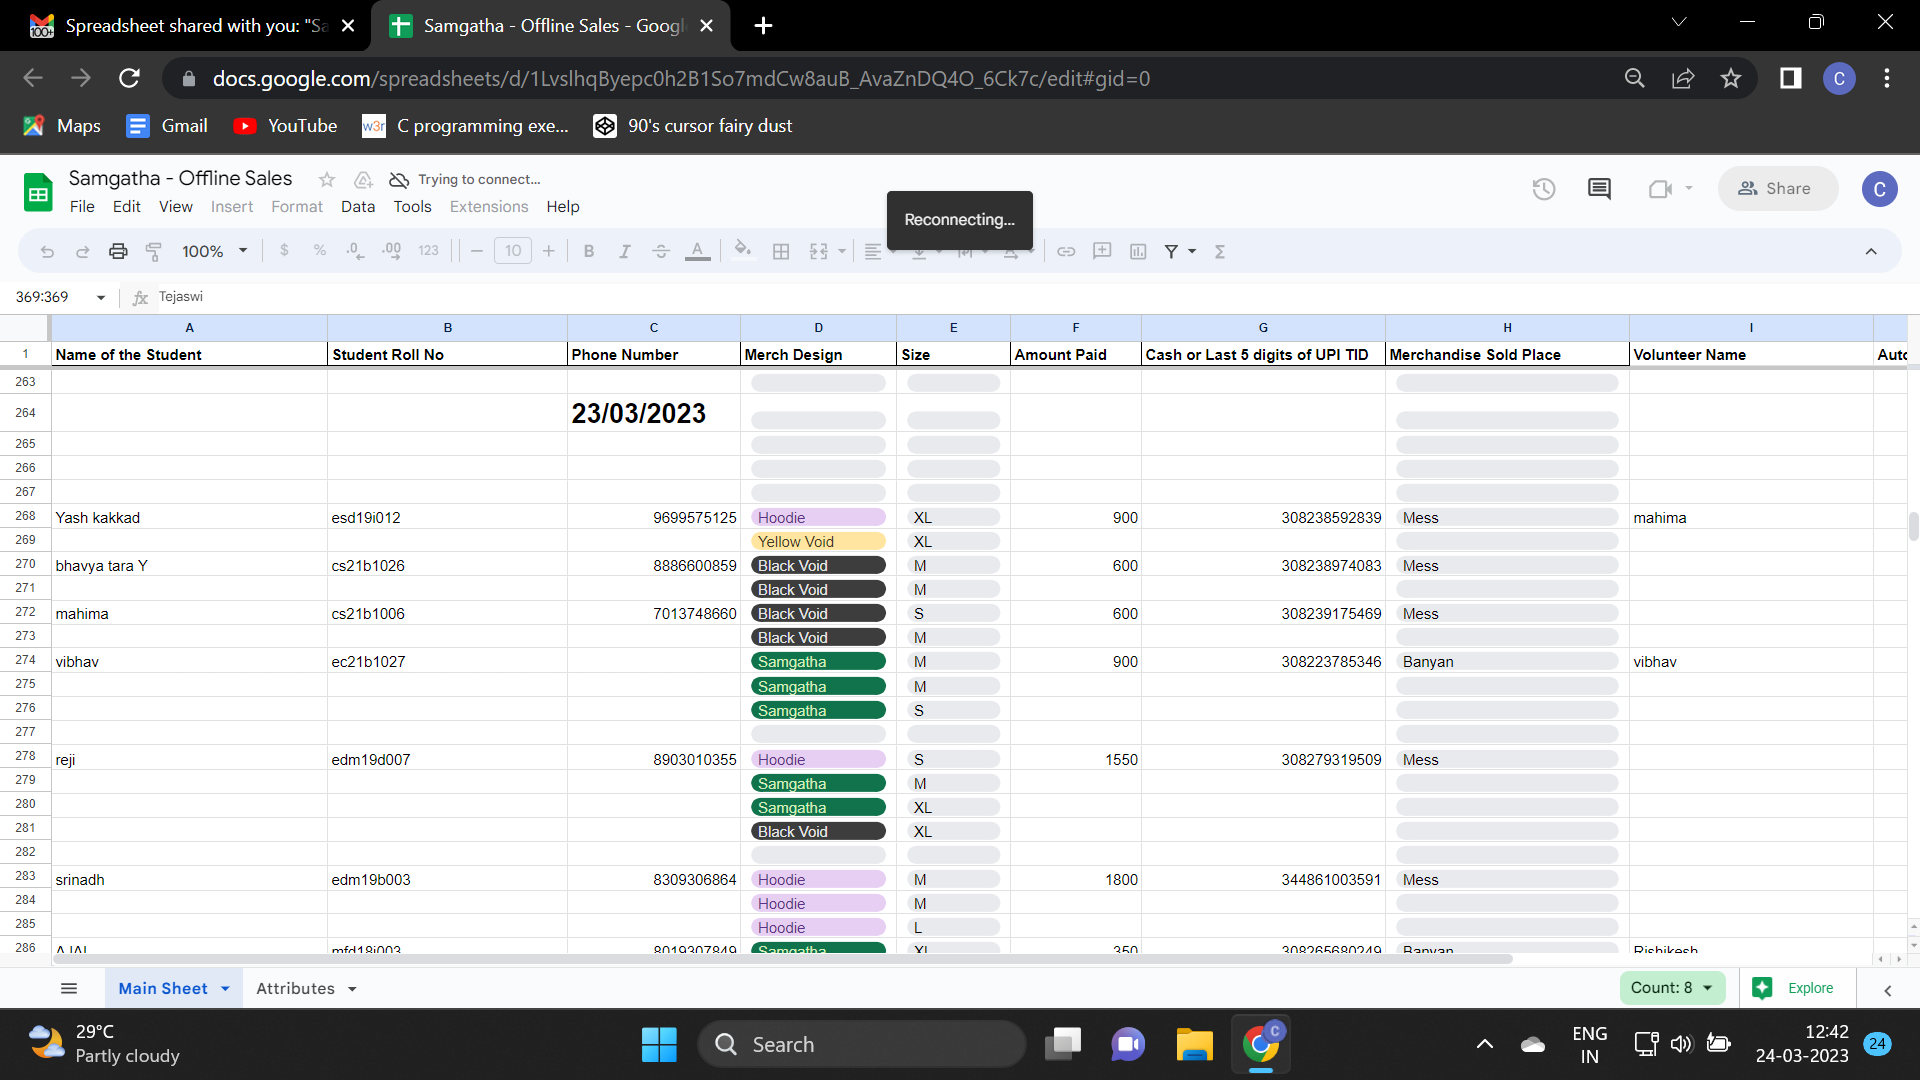 Spreadsheet shared with you: "Sa
Samgatha - Offline Sales - Googl
docs.google.com/spreadsheets/d/1LvslhqByepc0h2B1So7mdCw8auB_AvaZnDQ4O_6Ck7c/edit#gid=0
C
Maps Gmail YouTube C programming exe... 90's cursor fairy dust
Samgatha - Offline Sales
Trying to connect...
File Edit View Insert Format Data Tools Extensions Help
Reconnecting...
Share
C
100% $ % .0 .00 123 10 B I A
369:369 fx Tejaswi
A B C D E F G H I
1 Name of the Student Student Roll No Phone Number Merch Design Size Amount Paid Cash or Last 5 digits of UPI TID Merchandise Sold Place Volunteer Name
263
264 23/03/2023
265
266
267
268 Yash kakkad esd19i012 9699575125 Hoodie XL 900 308238592839 Mess mahima
269 Yellow Void XL
270 bhavya tara Y cs21b1026 8886600859 Black Void M 600 308238974083 Mess
271 Black Void M
272 mahima cs21b1006 7013748660 Black Void S 600 308239175469 Mess
273 Black Void M
274 vibhav ec21b1027 Samgatha M 900 308223785346 Banyan vibhav
275 Samgatha M
276 Samgatha S
277
278 reji edm19d007 8903010355 Hoodie S 1550 308279319509 Mess
279 Samgatha M
280 Samgatha XL
281 Black Void XL
282
283 srinadh edm19b003 8309306864 Hoodie M 1800 344861003591 Mess
284 Hoodie M
285 Hoodie L
286 mfd18i003 8019307849 Samgatha XL 350 308265680249 Banyan Rishikesh
Main Sheet Attributes Count: 8 Explore
29°C
Partly cloudy
Search
ENG
IN
12:42
24-03-2023
24